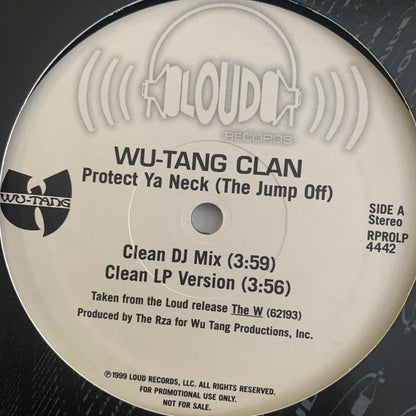 LOUD
RECORDS
WU-TANG CLAN
Protect Ya Neck (The Jump Off)
WU-TANG
SIDE A
Stereo
RPROLP
4442
Clean DJ Mix (3:59)
Clean LP Version (3:56)
Taken from the Loud release The W (62193)
Produced by The Rza for Wu Tang Productions, Inc.
℗1999 LOUD RECORDS, LLC. ALL RIGHTS RESERVED.
FOR PROMOTIONAL USE ONLY.
NOT FOR SALE.